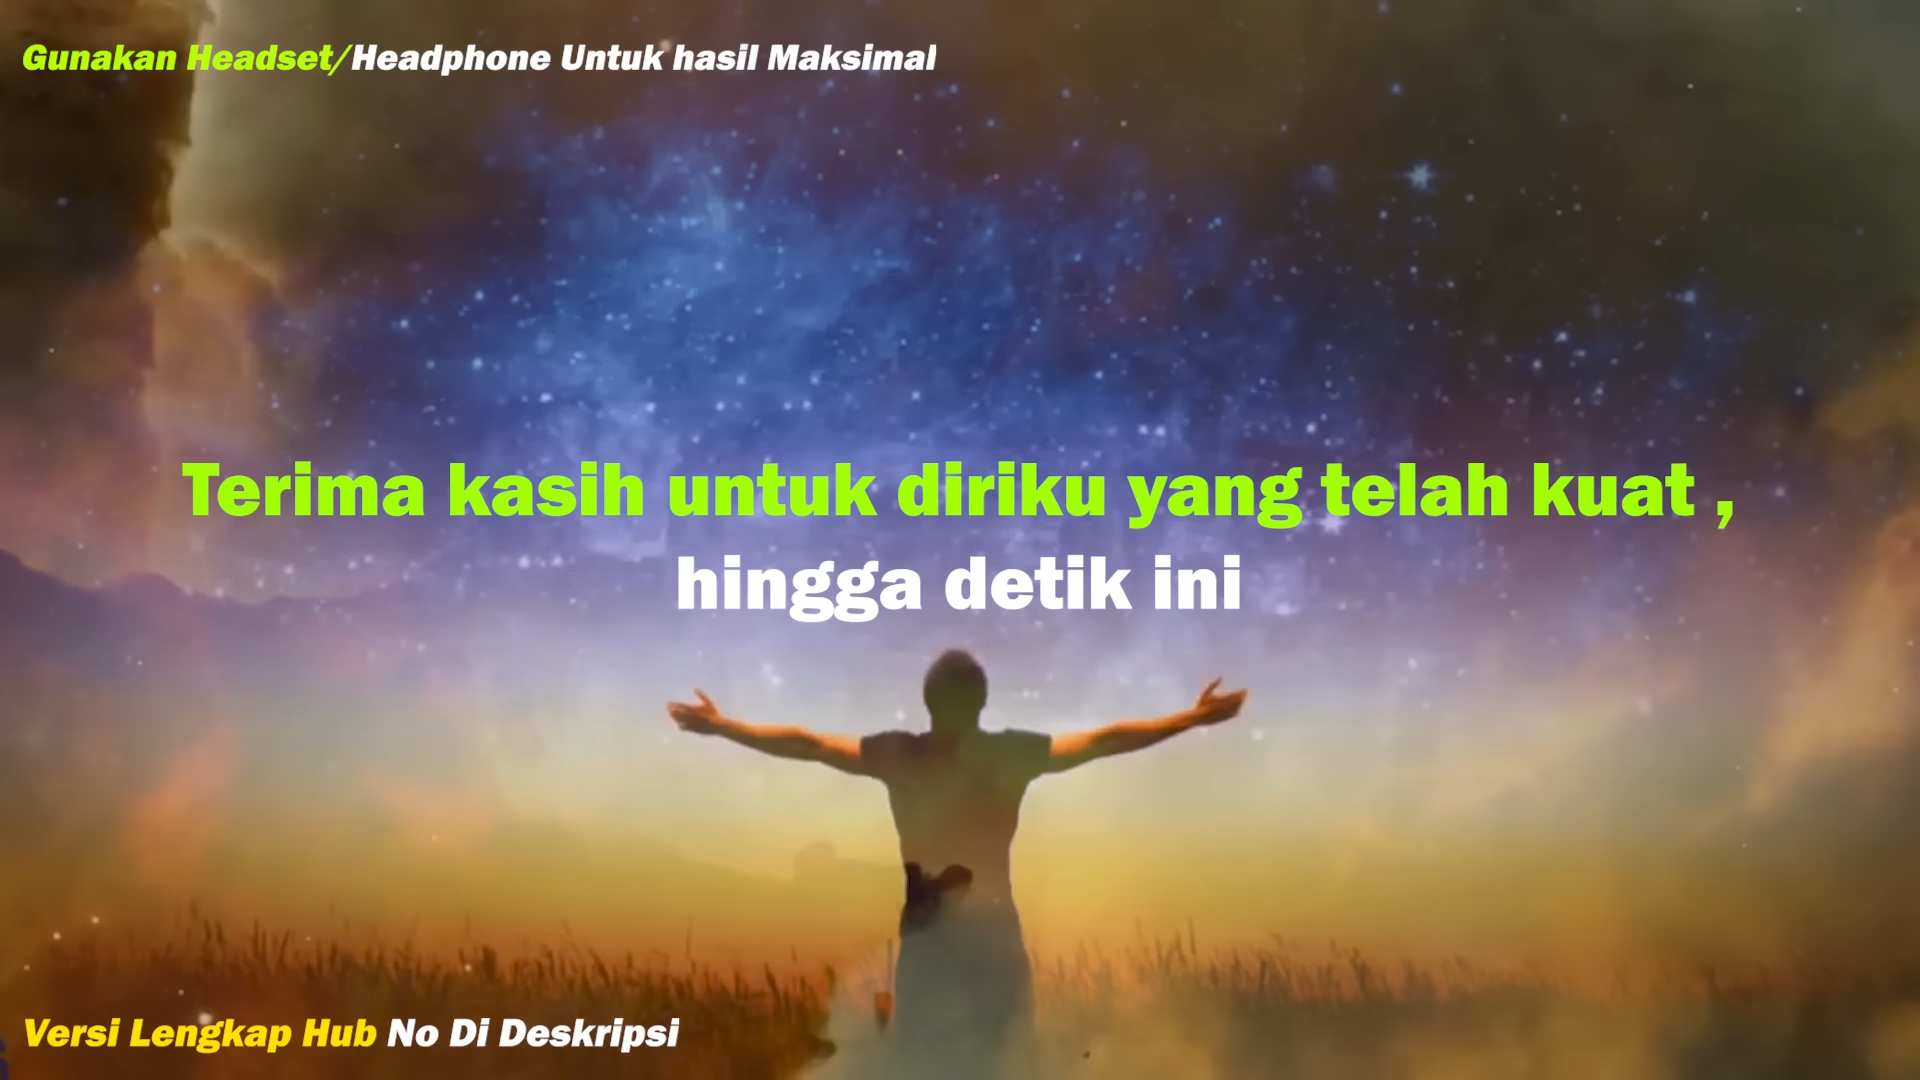 Gunakan Headset/Headphone Untuk hasil Maksimal
Terima kasih untuk diriku yang telah kuat ,
hingga detik ini
Versi Lengkap Hub No Di Deskripsi